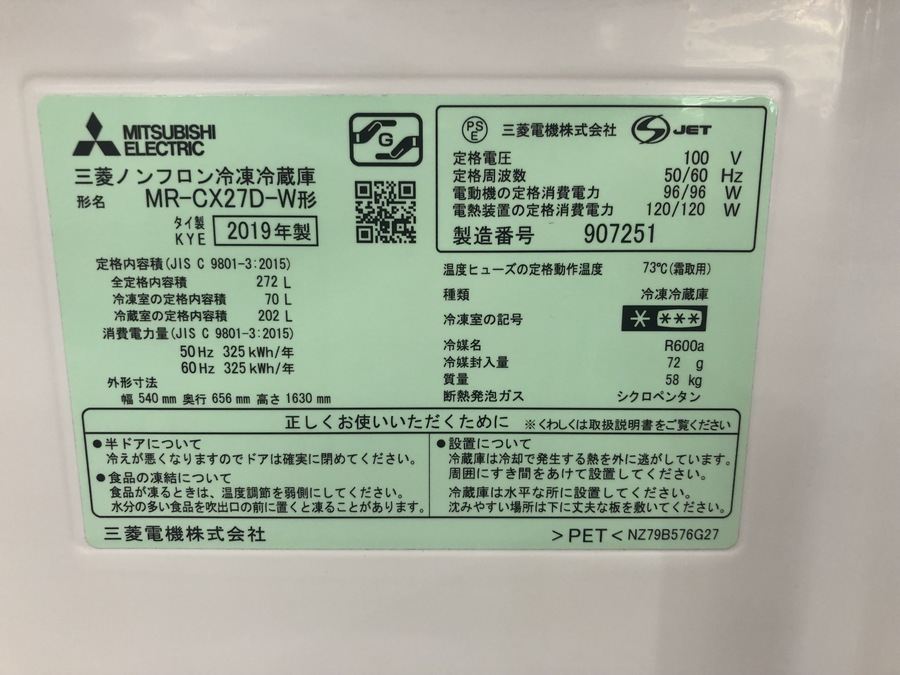 MITSUBISHI
ELECTRIC
G
三菱ノンフロン冷凍冷蔵庫
形名 MR-CX27D-W形
タイ製
KYE 2019年製
PS
E 三菱電機株式会社 S JET
定格電圧 100 V
定格周波数 50/60 Hz
電動機の定格消費電力 96/96 W
電熱装置の定格消費電力 120/120 W
製造番号 907251
定格内容積(JIS C 9801-3:2015)
全定格内容積 272 L
冷凍室の定格内容積 70 L
冷蔵室の定格内容積 202 L
消費電力量(JIS C 9801-3:2015)
50Hz 325kWh/年
60Hz 325kWh/年
外形寸法
幅 540mm 奥行 656mm 高さ 1630mm
温度ヒューズの定格動作温度 73℃(霜取用)
種類 冷凍冷蔵庫
冷凍室の記号 * ***
冷媒名 R600a
冷媒封入量 72 g
質量 58 kg
断熱発泡ガス シクロペンタン
正しくお使いいただくために ※くわしくは取扱説明書をご覧ください
●半ドアについて
冷えが悪くなりますのでドアは確実に閉めてください。
●食品の凍結について
食品が凍るときは、温度調節を弱側にしてください。
水分の多い食品を吹出口の前に置くと凍ることがあります。
●設置について
冷蔵庫は冷却で発生する熱を外に逃がしています。
周囲にすき間をあけて設置してください。
冷蔵庫は水平な所に設置してください。
沈みやすい場所は下に丈夫な板を敷いてください。
三菱電機株式会社
>PET< NZ79B576G27